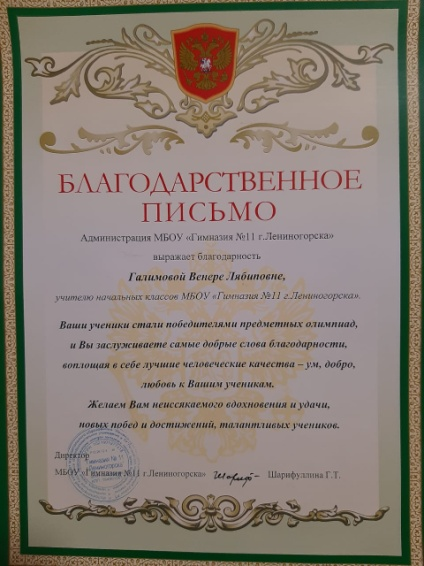 БЛАГОДАРСТВЕННОЕ
ПИСЬМО
Администрация МБОУ «Гимназия №11 г.Лениногорска»
выражает благодарность
Галимовой Венере Лябиповне,
учителю начальных классов МБОУ «Гимназия №11 г.Лениногорска».
Ваши ученики стали победителями предметных олимпиад,
и Вы заслуживаете самые добрые слова благодарности,
воплощая в себе лучшие человеческие качества – ум, добро,
любовь к Вашим ученикам.
Желаем Вам неиссякаемого вдохновения и удачи,
новых побед и достижений, талантливых учеников.
Директор
МБОУ «Гимназия №11 г.Лениногорска» Шарифуллина Г.Т.